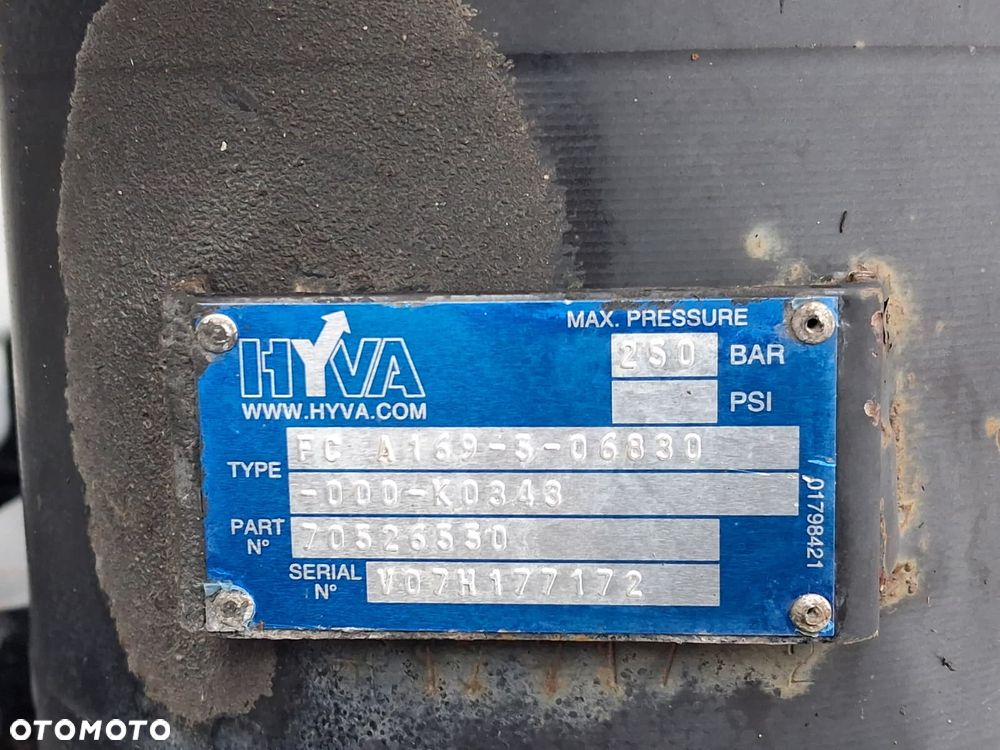 HYVA
WWW.HYVA.COM
MAX. PRESSURE
250 BAR
PSI
TYPE FC A169-5-06830
-000-K0343
PART N° 70526550
SERIAL N° V07H177172
01798421
OTOMOTO